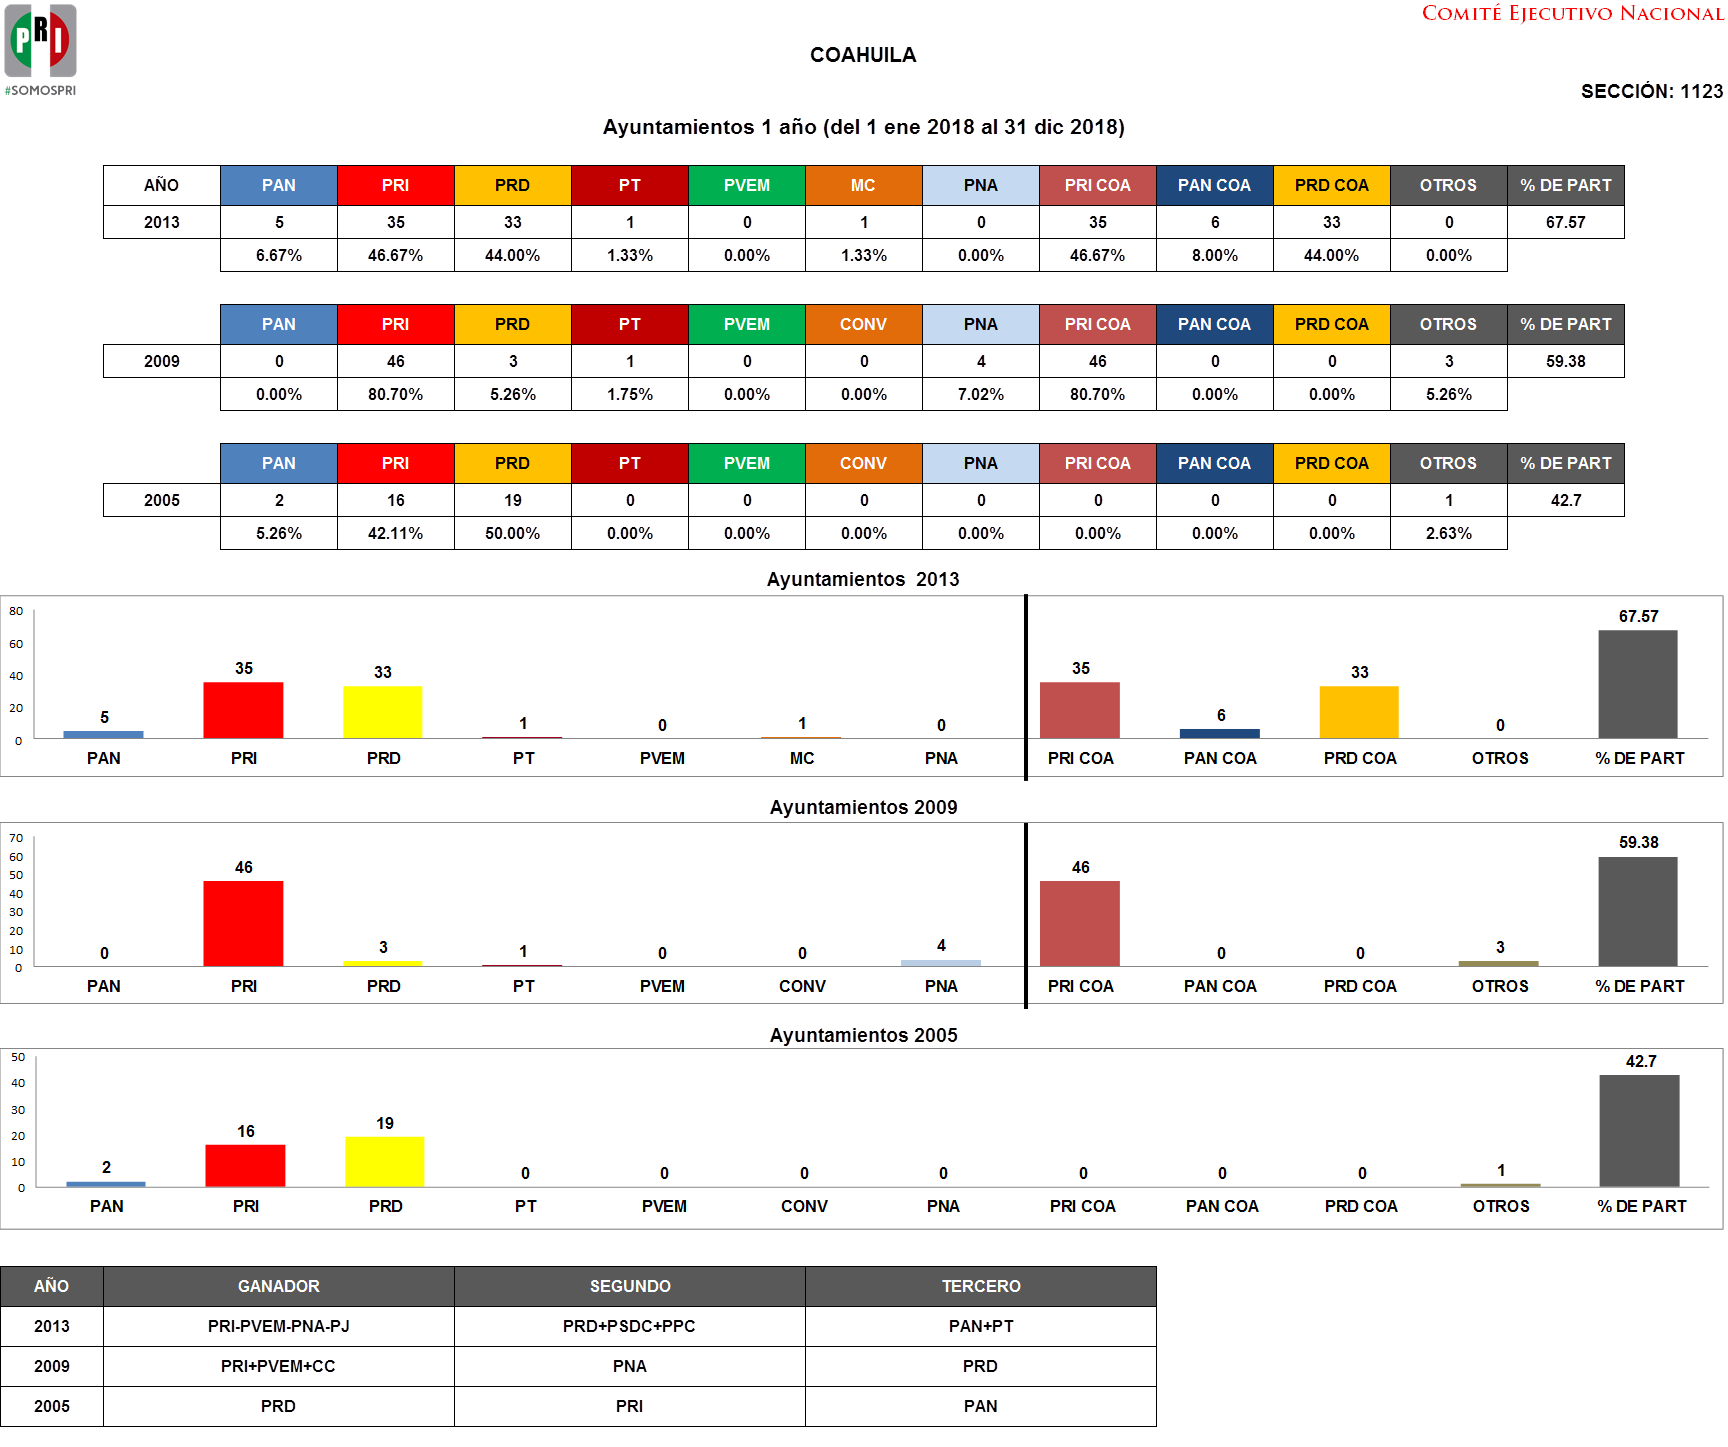 COMITÉ EJECUTIVO NACIONAL
PRI
#SOMOSPRI
COAHUILA
SECCIÓN: 1123
Ayuntamientos 1 año (del 1 ene 2018 al 31 dic 2018)
AÑO PAN PRI PRD PT PVEM MC PNA PRI COA PAN COA PRD COA OTROS % DE PART
2013 5 35 33 1 0 1 0 35 6 33 0 67.57
6.67% 46.67% 44.00% 1.33% 0.00% 1.33% 0.00% 46.67% 8.00% 44.00% 0.00%
PAN PRI PRD PT PVEM CONV PNA PRI COA PAN COA PRD COA OTROS % DE PART
2009 0 46 3 1 0 0 4 46 0 0 3 59.38
0.00% 80.70% 5.26% 1.75% 0.00% 0.00% 7.02% 80.70% 0.00% 0.00% 5.26%
PAN PRI PRD PT PVEM CONV PNA PRI COA PAN COA PRD COA OTROS % DE PART
2005 2 16 19 0 0 0 0 0 0 0 1 42.7
5.26% 42.11% 50.00% 0.00% 0.00% 0.00% 0.00% 0.00% 0.00% 0.00% 2.63%
Ayuntamientos 2013
80
60
40
20
0
5 35 33 1 0 1 0 35 6 33 0 67.57
PAN PRI PRD PT PVEM MC PNA PRI COA PAN COA PRD COA OTROS % DE PART
Ayuntamientos 2009
70
60
50
40
30
20
10
0
0 46 3 1 0 0 4 46 0 0 3 59.38
PAN PRI PRD PT PVEM CONV PNA PRI COA PAN COA PRD COA OTROS % DE PART
Ayuntamientos 2005
50
40
30
20
10
0
2 16 19 0 0 0 0 0 0 0 1 42.7
PAN PRI PRD PT PVEM CONV PNA PRI COA PAN COA PRD COA OTROS % DE PART
AÑO GANADOR SEGUNDO TERCERO
2013 PRI-PVEM-PNA-PJ PRD+PSDC+PPC PAN+PT
2009 PRI+PVEM+CC PNA PRD
2005 PRD PRI PAN